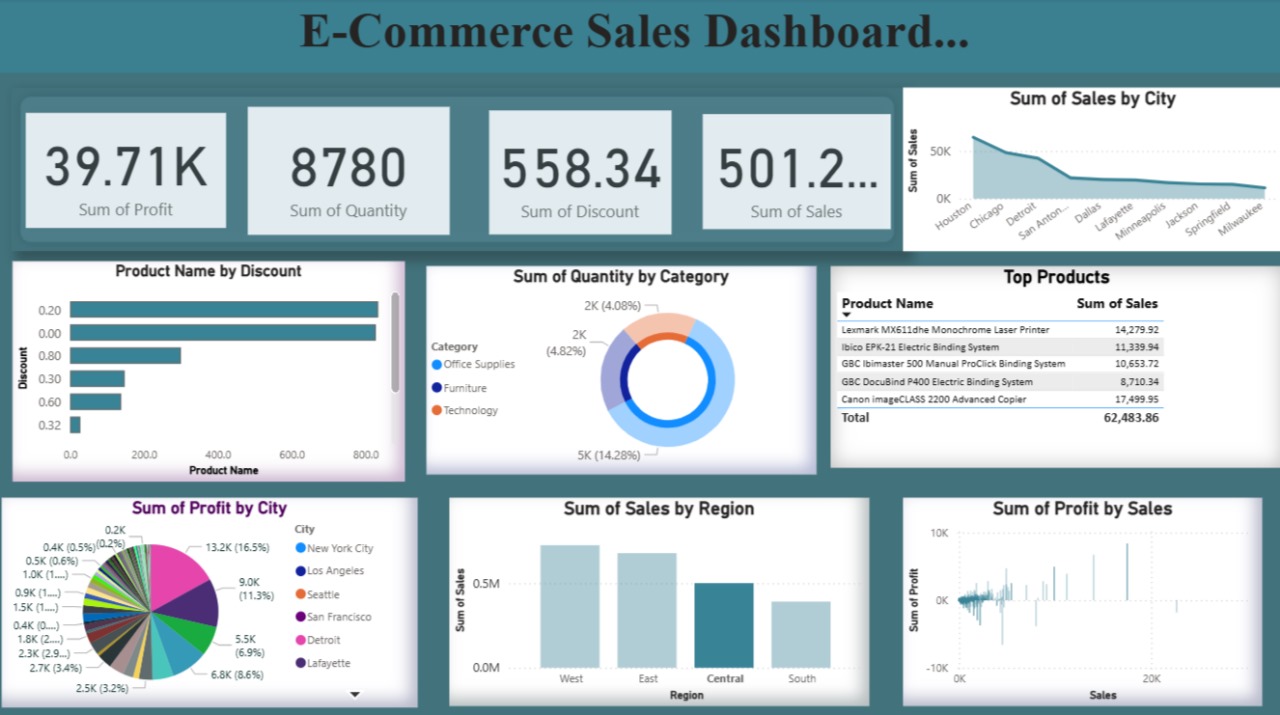 E-Commerce Sales Dashboard...
39.71K
Sum of Profit
8780
Sum of Quantity
558.34
Sum of Discount
501.2...
Sum of Sales
Sum of Sales by City
Sum of Sales
50K
0K
Houston
Chicago
Detroit
San Anton...
Dallas
Lafayette
Minneapolis
Jackson
Springfield
Milwaukee
Product Name by Discount
Discount
0.20
0.00
0.80
0.30
0.60
0.32
0.0 200.0 400.0 600.0 800.0
Product Name
Sum of Quantity by Category
Category
Office Supplies
Furniture
Technology
2K (4.08%)
2K
(4.82%)
5K (14.28%)
Top Products
Product Name Sum of Sales
Lexmark MX611dhe Monochrome Laser Printer 14,279.92
Ibico EPK-21 Electric Binding System 11,339.94
GBC Ibimaster 500 Manual ProClick Binding System 10,653.72
GBC DocuBind P400 Electric Binding System 8,710.34
Canon imageCLASS 2200 Advanced Copier 17,499.95
Total 62,483.86
Sum of Profit by City
0.2K
(0.2%)
0.4K (0.5%)
0.5K (0.6%)
1.0K (1....)
0.9K (1....)
1.5K (1....)
0.4K (0....)
1.8K (2....)
2.3K (2.9...)
2.7K (3.4%)
2.5K (3.2%)
13.2K (16.5%)
9.0K
(11.3%)
5.5K
(6.9%)
6.8K (8.6%)
City
New York City
Los Angeles
Seattle
San Francisco
Detroit
Lafayette
Sum of Sales by Region
Sum of Sales
0.5M
0.0M
West East Central South
Region
Sum of Profit by Sales
Sum of Profit
10K
0K
-10K
0K 20K
Sales